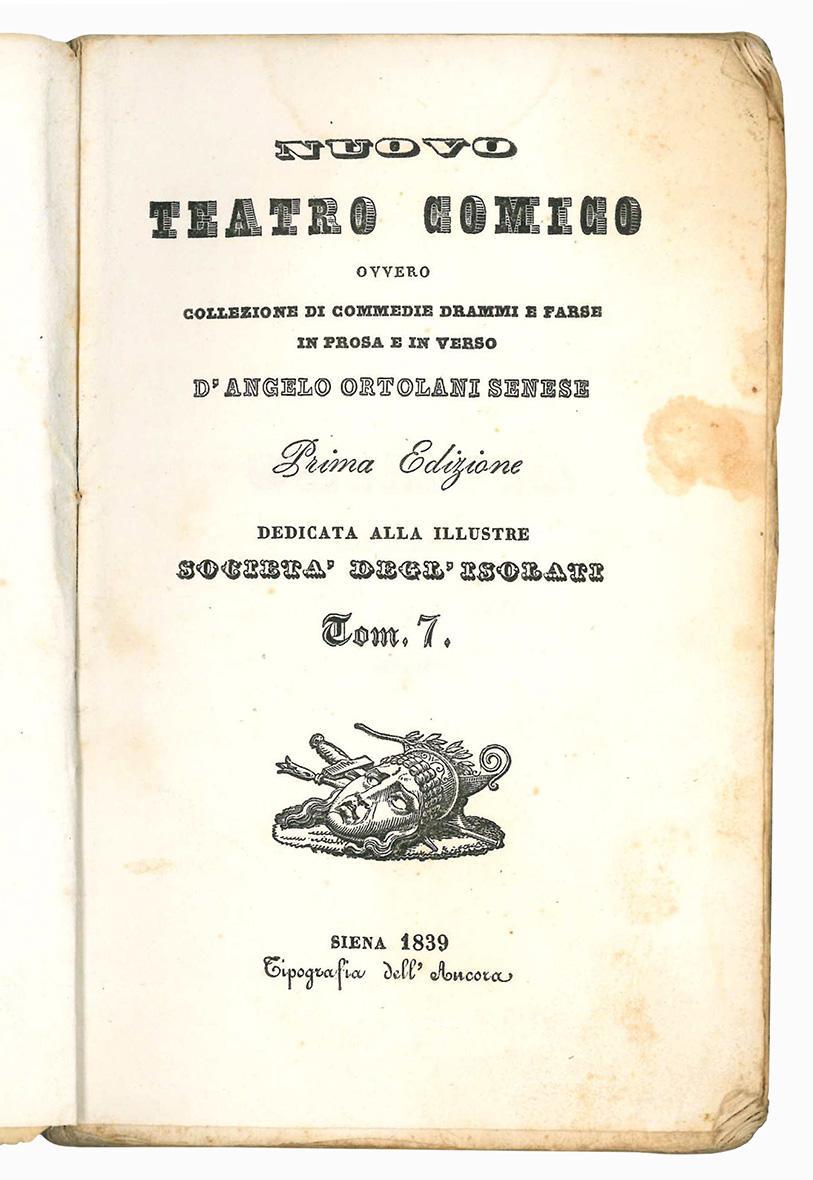 NUOVO
TEATRO COMICO
OVVERO
COLLEZIONE DI COMMEDIE DRAMMI E FARSE
IN PROSA E IN VERSO
D'ANGELO ORTOLANI SENESE
Prima Edizione
DEDICATA ALLA ILLUSTRE
SOCIETA' DEGL'ISOLATI
Tom. 7.
SIENA 1839
Tipografia dell' Ancora